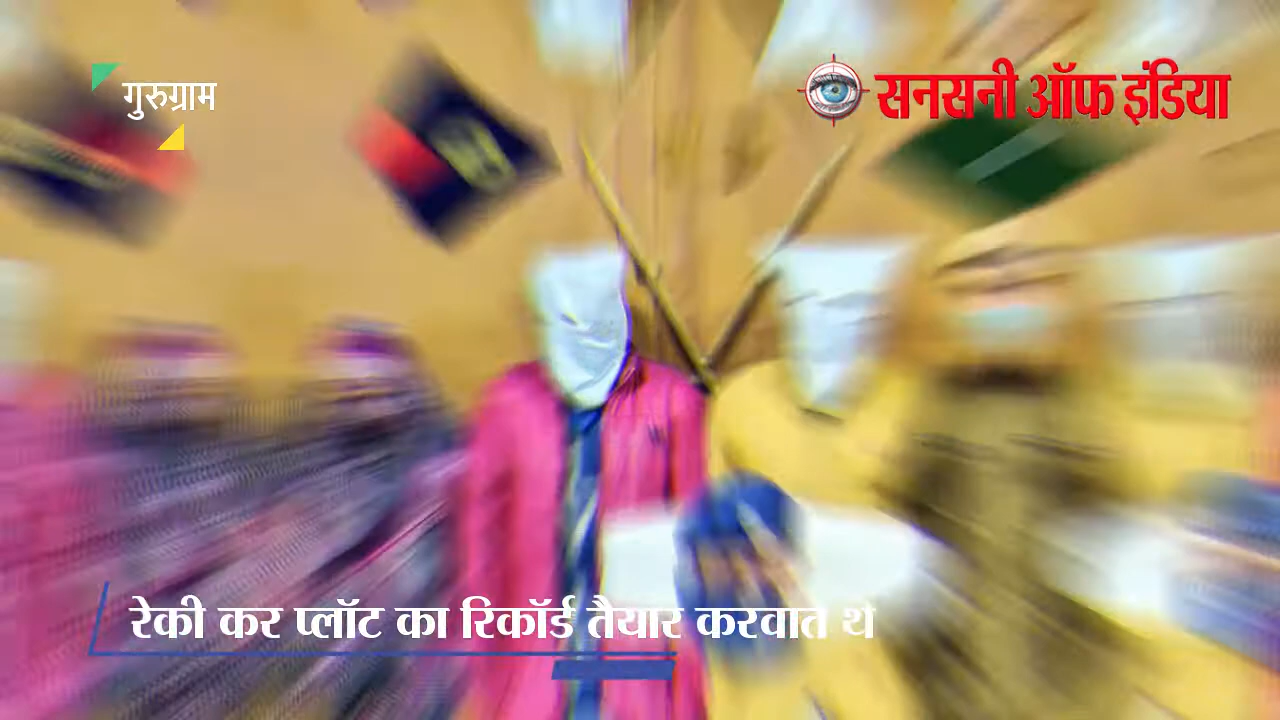 गुरुग्राम
सनसनी ऑफ इंडिया
रेकी कर प्लॉट का रिकॉर्ड तैयार करवात थ